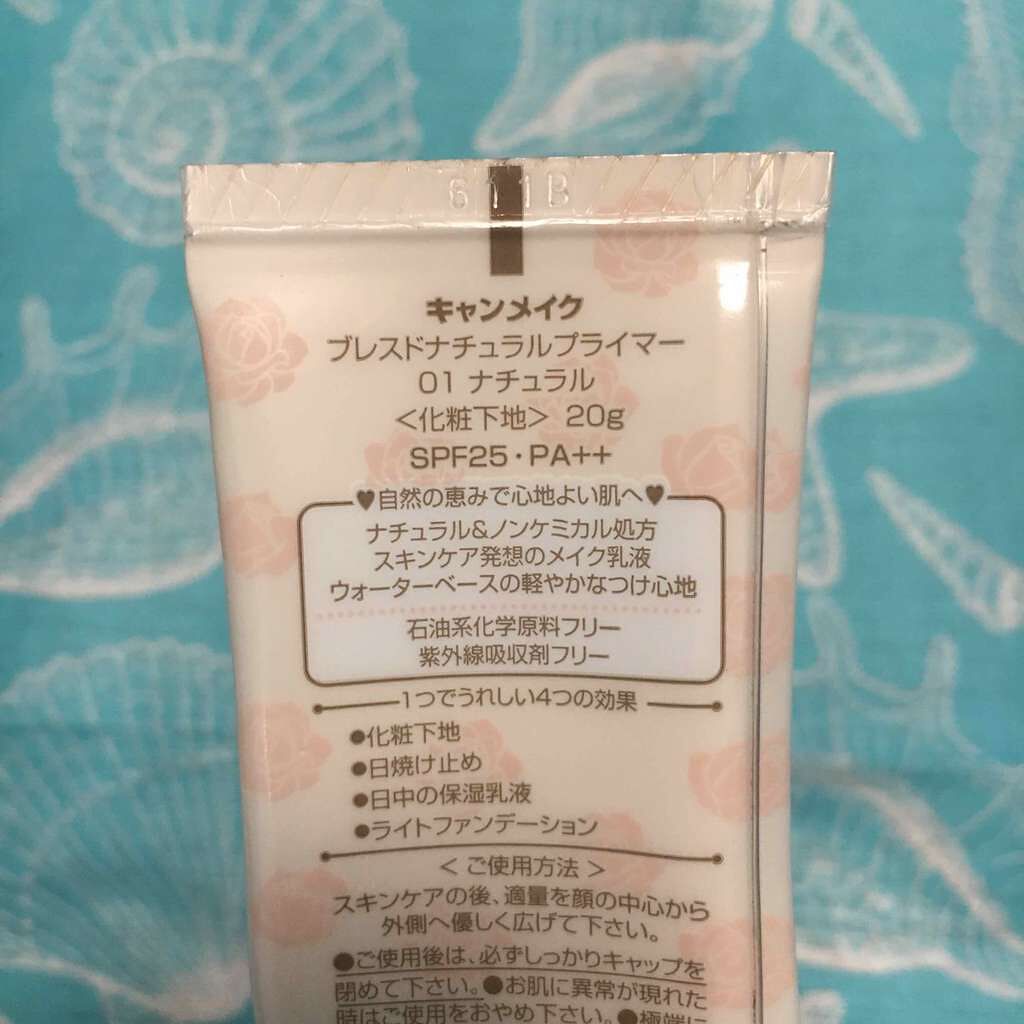 611B
キャンメイク
ブレスドナチュラルプライマー
01 ナチュラル
<化粧下地> 20g
SPF25・PA++
♥自然の恵みで心地よい肌へ♥
ナチュラル&ノンケミカル処方
スキンケア発想のメイク乳液
ウォーターベースの軽やかなつけ心地
石油系化学原料フリー
紫外線吸収剤フリー
1つでうれしい4つの効果
●化粧下地
●日焼け止め
●日中の保湿乳液
●ライトファンデーション
<ご使用方法>
スキンケアの後、適量を顔の中心から
外側へ優しく広げて下さい。
●ご使用後は、必ずしっかりキャップを
閉めて下さい。●お肌に異常が現れた
時はご使用をおやめ下さい。●極端に